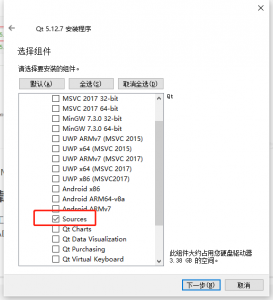 Qt 5.12.7 安装程序
选择组件
请选择要安装的组件。
默认(A)
全选(S)
取消全选(D)
MSVC 2017 32-bit
MSVC 2017 64-bit
MinGW 7.3.0 32-bit
MinGW 7.3.0 64-bit
UWP ARMv7 (MSVC 2015)
UWP x64 (MSVC 2015)
UWP ARMv7 (MSVC 2017)
UWP x64 (MSVC 2017)
UWP x86 (MSVC2017)
Android x86
Android ARM64-v8a
Android ARMv7
Sources
Qt Charts
Qt Data Visualization
Qt Purchasing
Qt Virtual Keyboard
Qt
此组件大约占用您硬盘驱动器
3.38 GB 的空间。
下一步(N)
取消